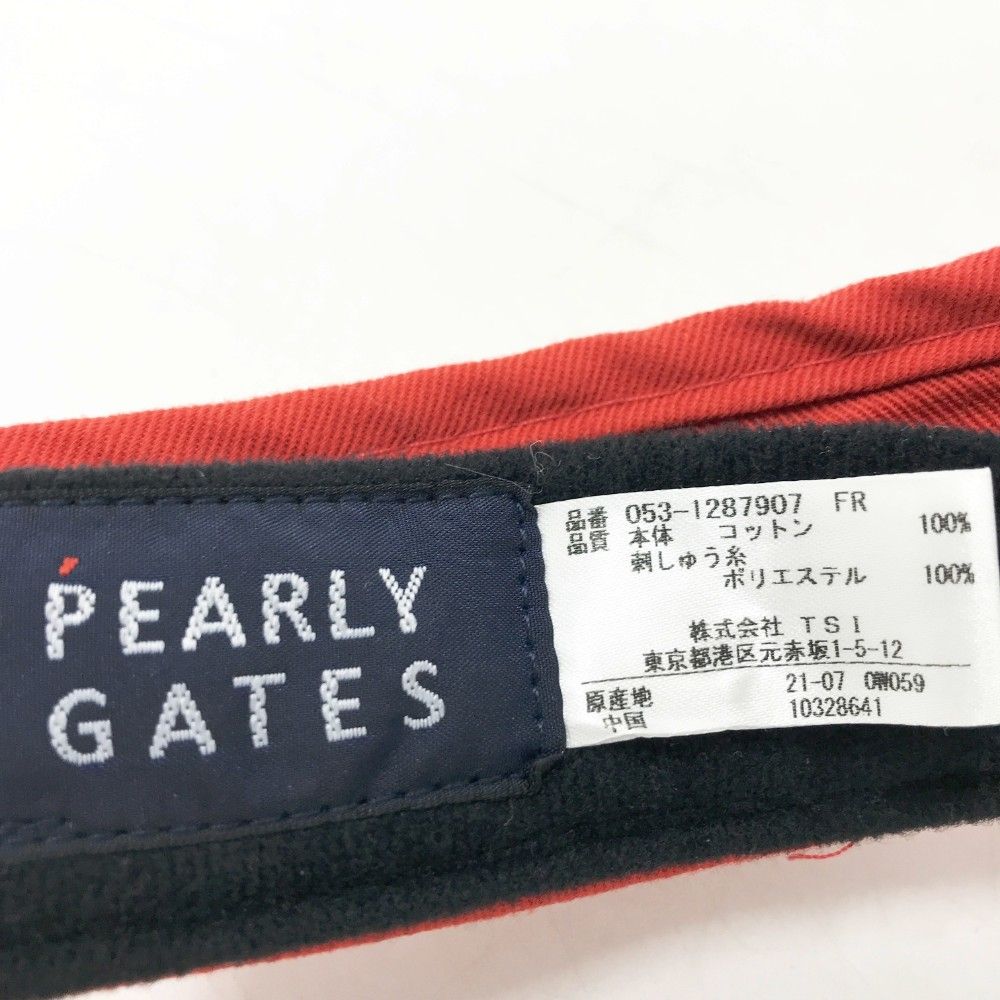 PEARLY
GATES
品番 053-1287907 FR
品質 本体 コットン 100%
刺しゅう糸
ポリエステル 100%
株式会社 TSI
東京都港区元赤坂1-5-12
原産地 21-07
中国 10328641